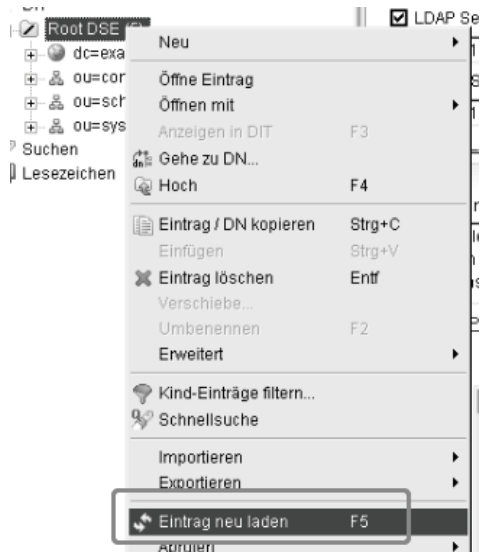 Root DSE (5)
LDAP Se
dc=exa
ou=cor
ou=sch
ou=sys
Suchen
Lesezeichen
Neu
Öffne Eintrag
Öffnen mit
Anzeigen in DIT F3
Gehe zu DN...
Hoch F4
Eintrag / DN kopieren Strg+C
Einfügen Strg+V
Eintrag löschen Entf
Verschiebe...
Umbenennen F2
Erweitert
Kind-Einträge filtern...
Schnellsuche
Importieren
Exportieren
Eintrag neu laden F5
Abrufen